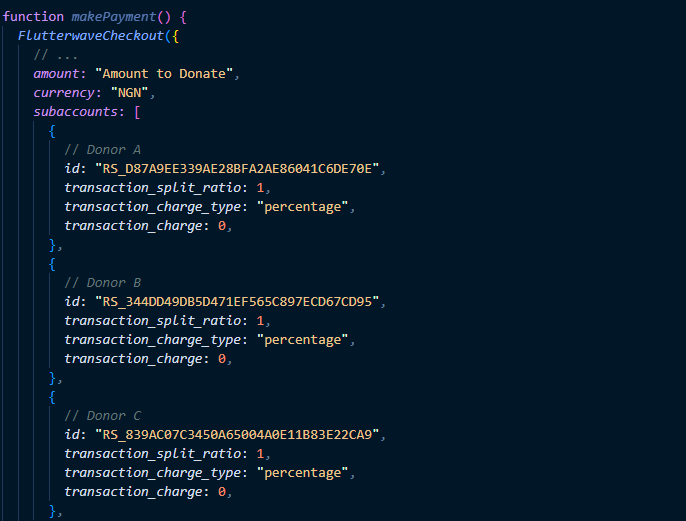 function makePayment() {
FlutterwaveCheckout({
// ...
amount: "Amount to Donate",
currency: "NGN",
subaccounts: [
{
// Donor A
id: "RS_D87A9EE339AE28BFA2AE86041C6DE70E",
transaction_split_ratio: 1,
transaction_charge_type: "percentage",
transaction_charge: 0,
},
{
// Donor B
id: "RS_344DD49DB5D471EF565C897ECD67CD95",
transaction_split_ratio: 1,
transaction_charge_type: "percentage",
transaction_charge: 0,
},
{
// Donor C
id: "RS_839AC07C3450A65004A0E11B83E22CA9",
transaction_split_ratio: 1,
transaction_charge_type: "percentage",
transaction_charge: 0,
},